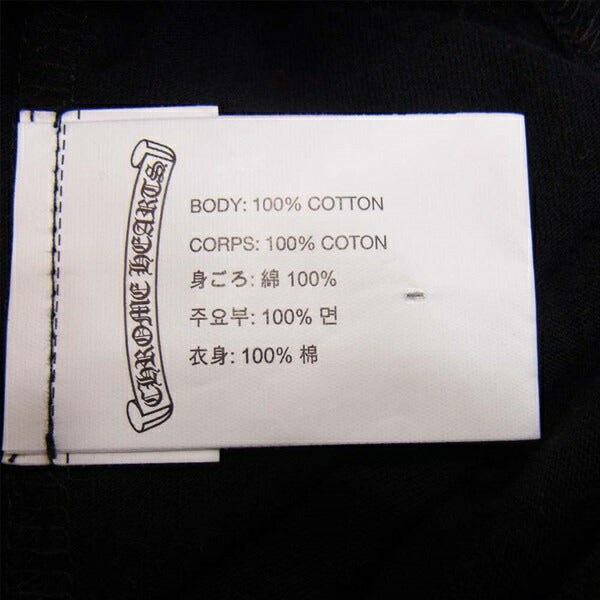 CHROME HEARTS
BODY: 100% COTTON
CORPS: 100% COTON
身ごろ: 綿 100%
주요부: 100% 면
衣身: 100% 棉